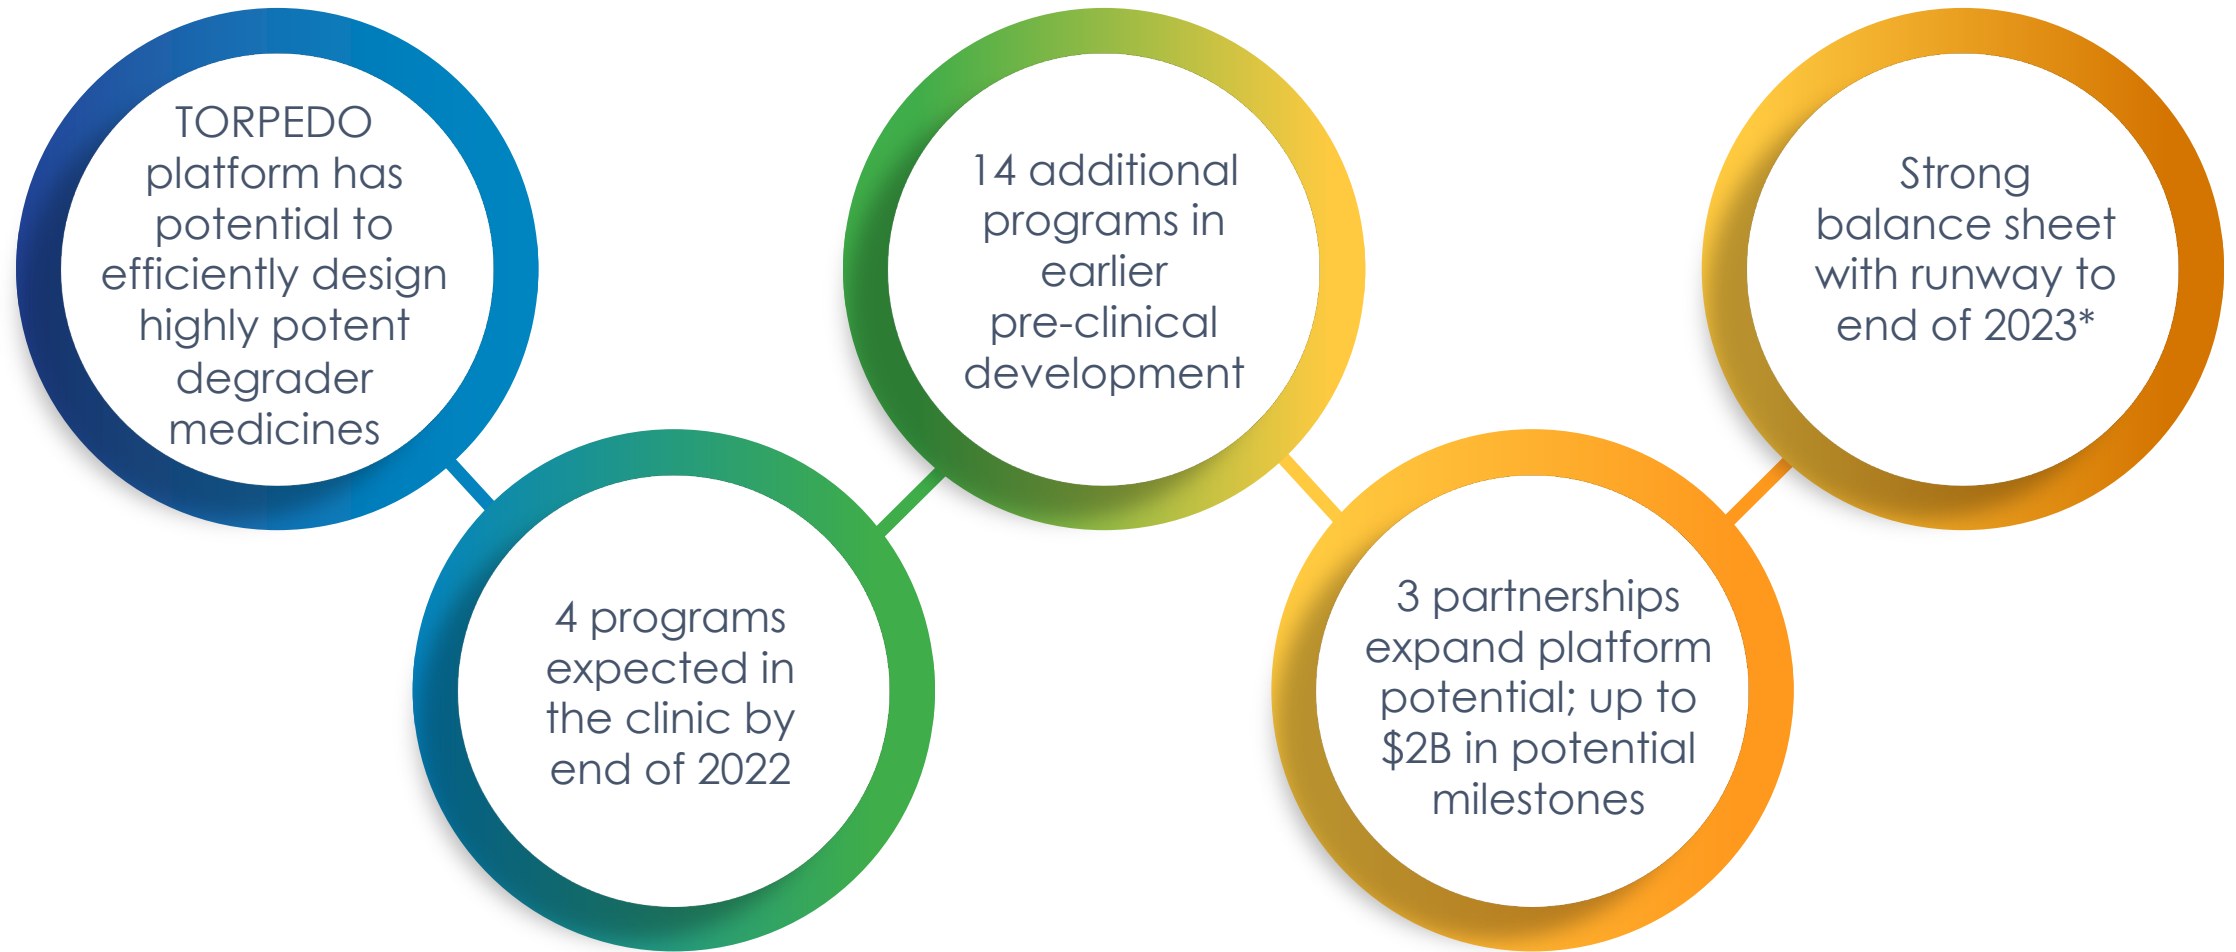 TORPEDO
platform has
potential to
efficiently design
highly potent
degrader
medicines
4 programs
expected in
the clinic by
end of 2022
14 additional
programs in
earlier
pre-clinical
development
3 partnerships
expand platform
potential; up to
$2B in potential
milestones
Strong
balance sheet
with runway to
end of 2023*